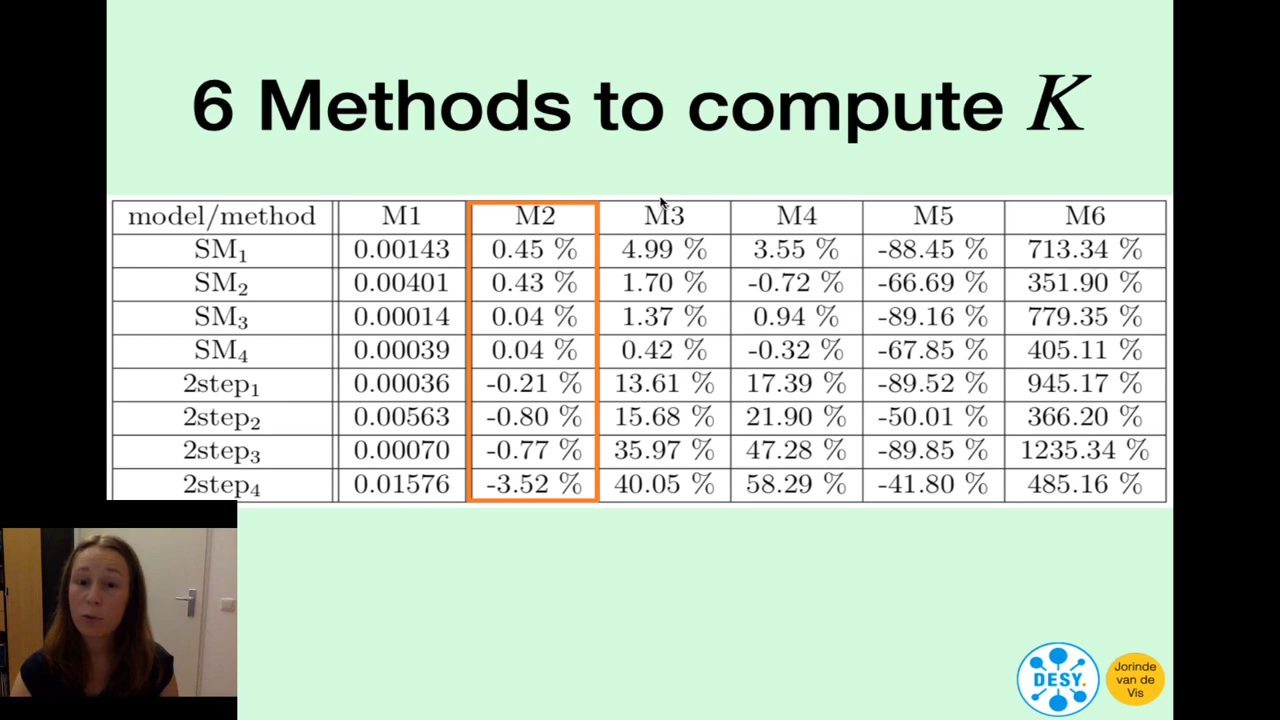 6 Methods to compute K
model/method M1 M2 M3 M4 M5 M6
SM₁ 0.00143 0.45 % 4.99 % 3.55 % -88.45 % 713.34 %
SM₂ 0.00401 0.43 % 1.70 % -0.72 % -66.69 % 351.90 %
SM₃ 0.00014 0.04 % 1.37 % 0.94 % -89.16 % 779.35 %
SM₄ 0.00039 0.04 % 0.42 % -0.32 % -67.85 % 405.11 %
2step₁ 0.00036 -0.21 % 13.61 % 17.39 % -89.52 % 945.17 %
2step₂ 0.00563 -0.80 % 15.68 % 21.90 % -50.01 % 366.20 %
2step₃ 0.00070 -0.77 % 35.97 % 47.28 % -89.85 % 1235.34 %
2step₄ 0.01576 -3.52 % 40.05 % 58.29 % -41.80 % 485.16 %
DESY.
Jorinde
van de
Vis